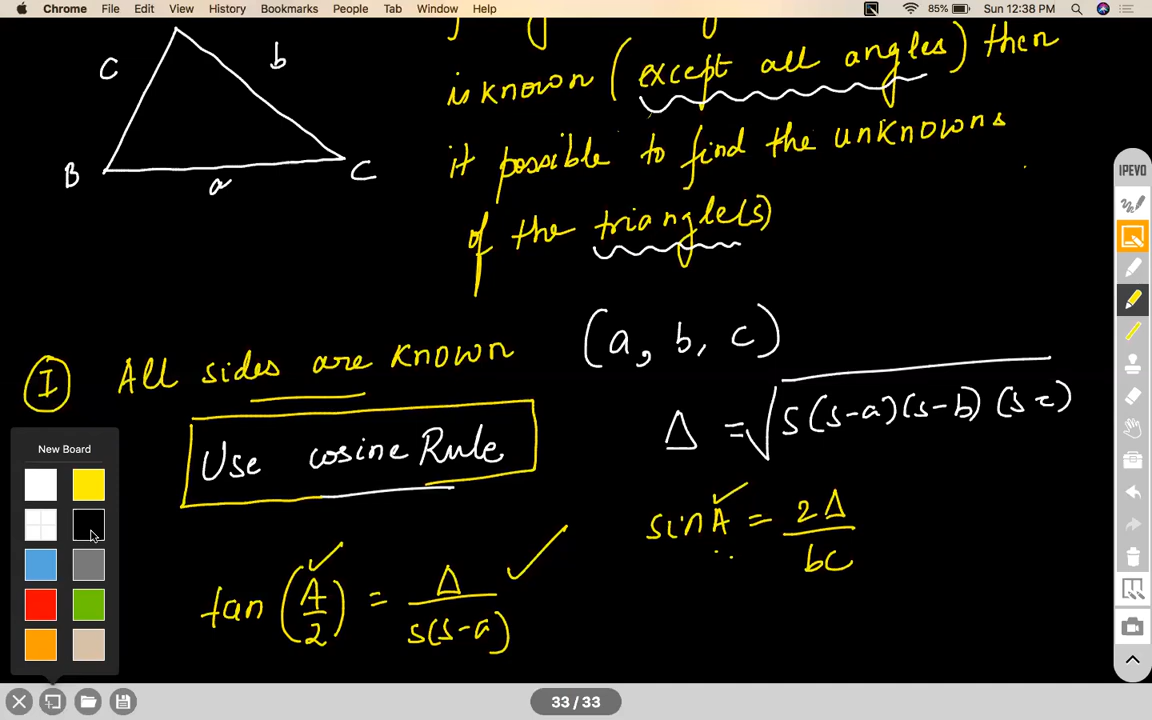 Chrome File Edit View History Bookmarks People Tab Window Help 85% Sun 12:38 PM
is known (except all angles) then
it possible to find the unknowns
of the triangle(s)
C b
B a C
IPEVO
(a, b, c)
I All sides are known
Use cosine Rule
Δ = √s(s-a)(s-b)(s-c)
sin A = 2Δ/bc
tan (A/2) = Δ/s(s-a)
New Board
33 / 33